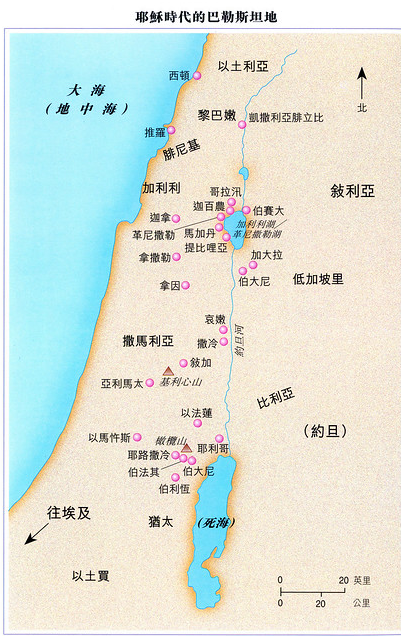 耶穌時代的巴勒斯坦地
以土利亞
西頓
大海
(地中海)
北
黎巴嫩
凱撒利亞腓立比
推羅
腓尼基
加利利
敍利亞
哥拉汛
迦百農
伯賽大
迦拿
加利利湖/
革尼撒勒湖
革尼撒勒
馬加丹
提比哩亞
拿撒勒
加大拉
伯大尼
低加坡里
拿因
哀嫩
撒冷
約旦河
撒馬利亞
敍加
基利心山
亞利馬太
比利亞
以法蓮
(約旦)
以馬忤斯
橄欖山
耶利哥
耶路撒冷
伯法其
伯大尼
伯利恆
往埃及
猶太
(死海)
以土買
0 20 英里
0 20 公里